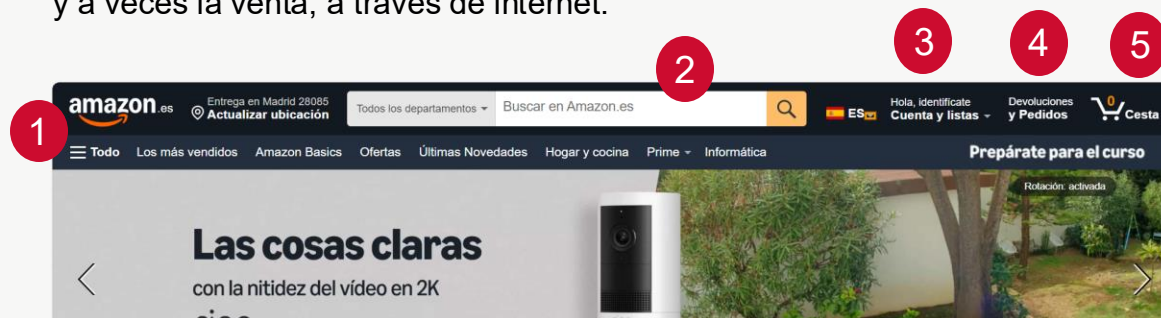 y a veces la venta, a través de internet.
1
2
3
4
5
amazon.es
Entrega en Madrid 28085
Actualizar ubicación
Todos los departamentos
Buscar en Amazon.es
ES
Hola, identifícate
Cuenta y listas
Devoluciones
y Pedidos
0
Cesta
Todo Los más vendidos Amazon Basics Ofertas Últimas Novedades Hogar y cocina Prime Informática
Prepárate para el curso
Rotación: activada
Las cosas claras
con la nitidez del vídeo en 2K